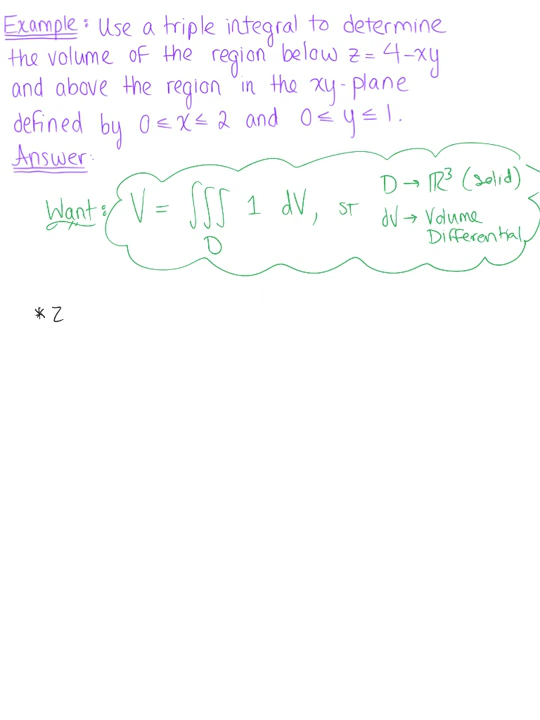 Example: Use a triple integral to determine
the volume of the region below z = 4-xy
and above the region in the xy-plane
defined by 0 ≤ x ≤ 2 and 0 ≤ y ≤ 1.
Answer:
Want: V = ∭_D 1 dV, st D → ℝ³ (solid)
dV → Volume
Differential
* z